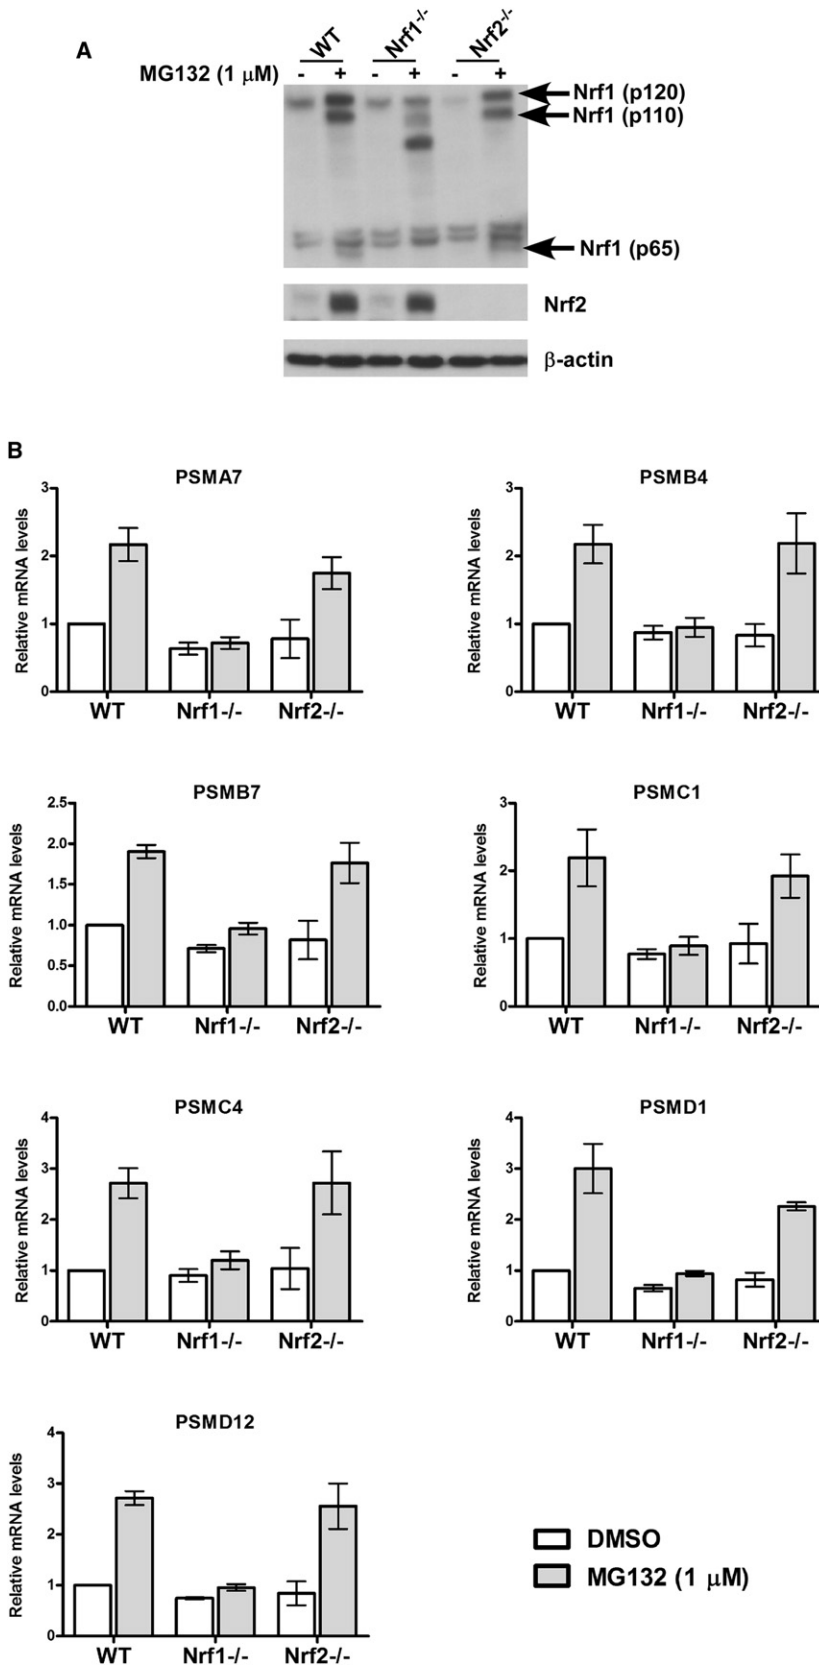 A
WT Nrf1-/- Nrf2-/-
MG132 (1 μM) - + - + - +
Nrf1 (p120)
Nrf1 (p110)
Nrf1 (p65)
Nrf2
β-actin
B
PSMA7
Relative mRNA levels
3
2
1
0
WT Nrf1-/- Nrf2-/-
PSMB4
Relative mRNA levels
3
2
1
0
WT Nrf1-/- Nrf2-/-
PSMB7
Relative mRNA levels
2.5
2.0
1.5
1.0
0.5
0.0
WT Nrf1-/- Nrf2-/-
PSMC1
Relative mRNA levels
3
2
1
0
WT Nrf1-/- Nrf2-/-
PSMC4
Relative mRNA levels
4
3
2
1
0
WT Nrf1-/- Nrf2-/-
PSMD1
Relative mRNA levels
4
3
2
1
0
WT Nrf1-/- Nrf2-/-
PSMD12
Relative mRNA levels
4
3
2
1
0
WT Nrf1-/- Nrf2-/-
DMSO
MG132 (1 μM)